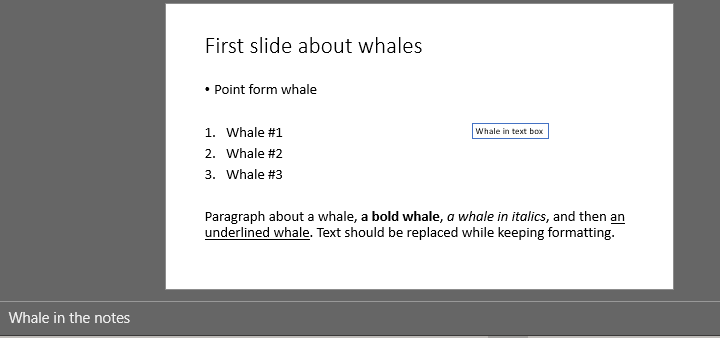 First slide about whales
• Point form whale
1. Whale #1
2. Whale #2
3. Whale #3
Whale in text box
Paragraph about a whale, a bold whale, a whale in italics, and then an
underlined whale. Text should be replaced while keeping formatting.
Whale in the notes